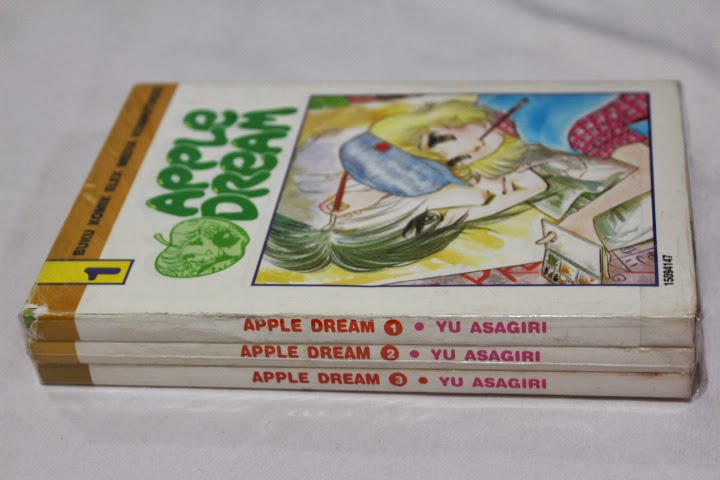 BUKU KOMIK ELEX MEDIA KOMPUTINDO
1
APPLE
DREAM
15094147
APPLE DREAM 1 • YU ASAGIRI
APPLE DREAM 2 • YU ASAGIRI
APPLE DREAM 3 • YU ASAGIRI